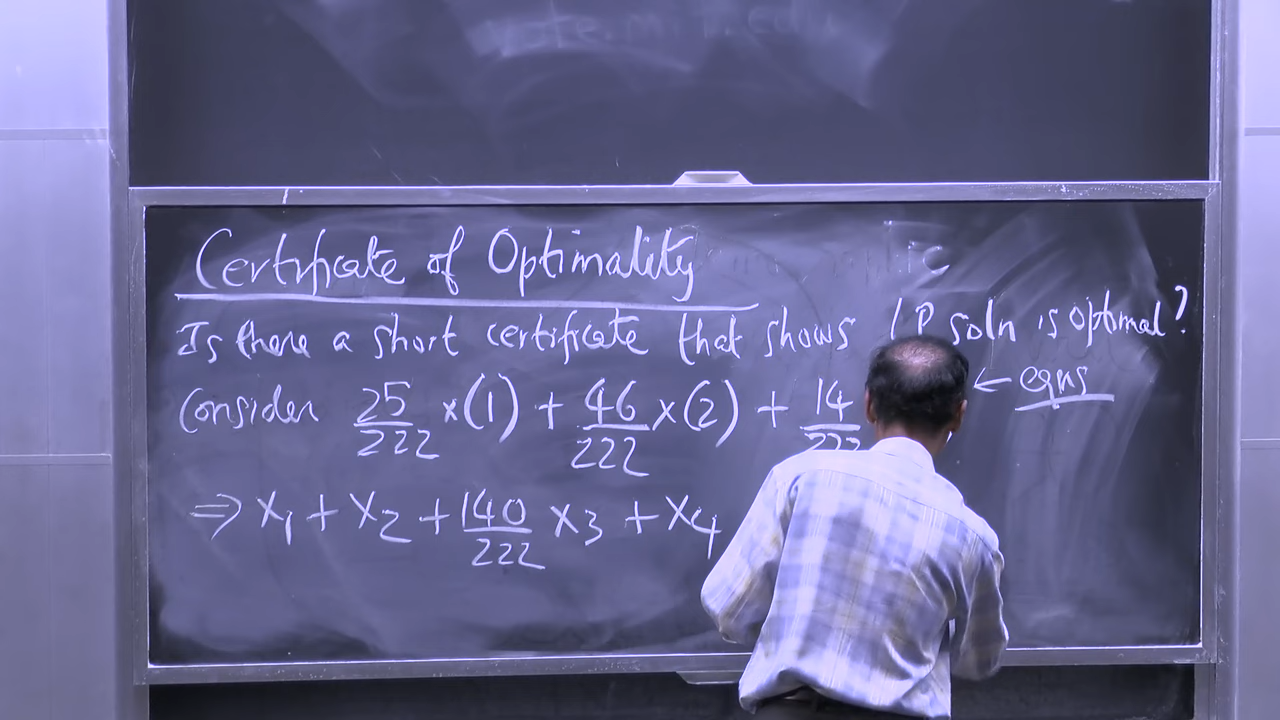 Certificate of Optimality
Is there a short certificate that shows LP soln is optimal?
Consider 25/222 x(1) + 46/222 x(2) + 14/222 ← eqns
⇒ x₁ + x₂ + 140/222 x₃ + x₄